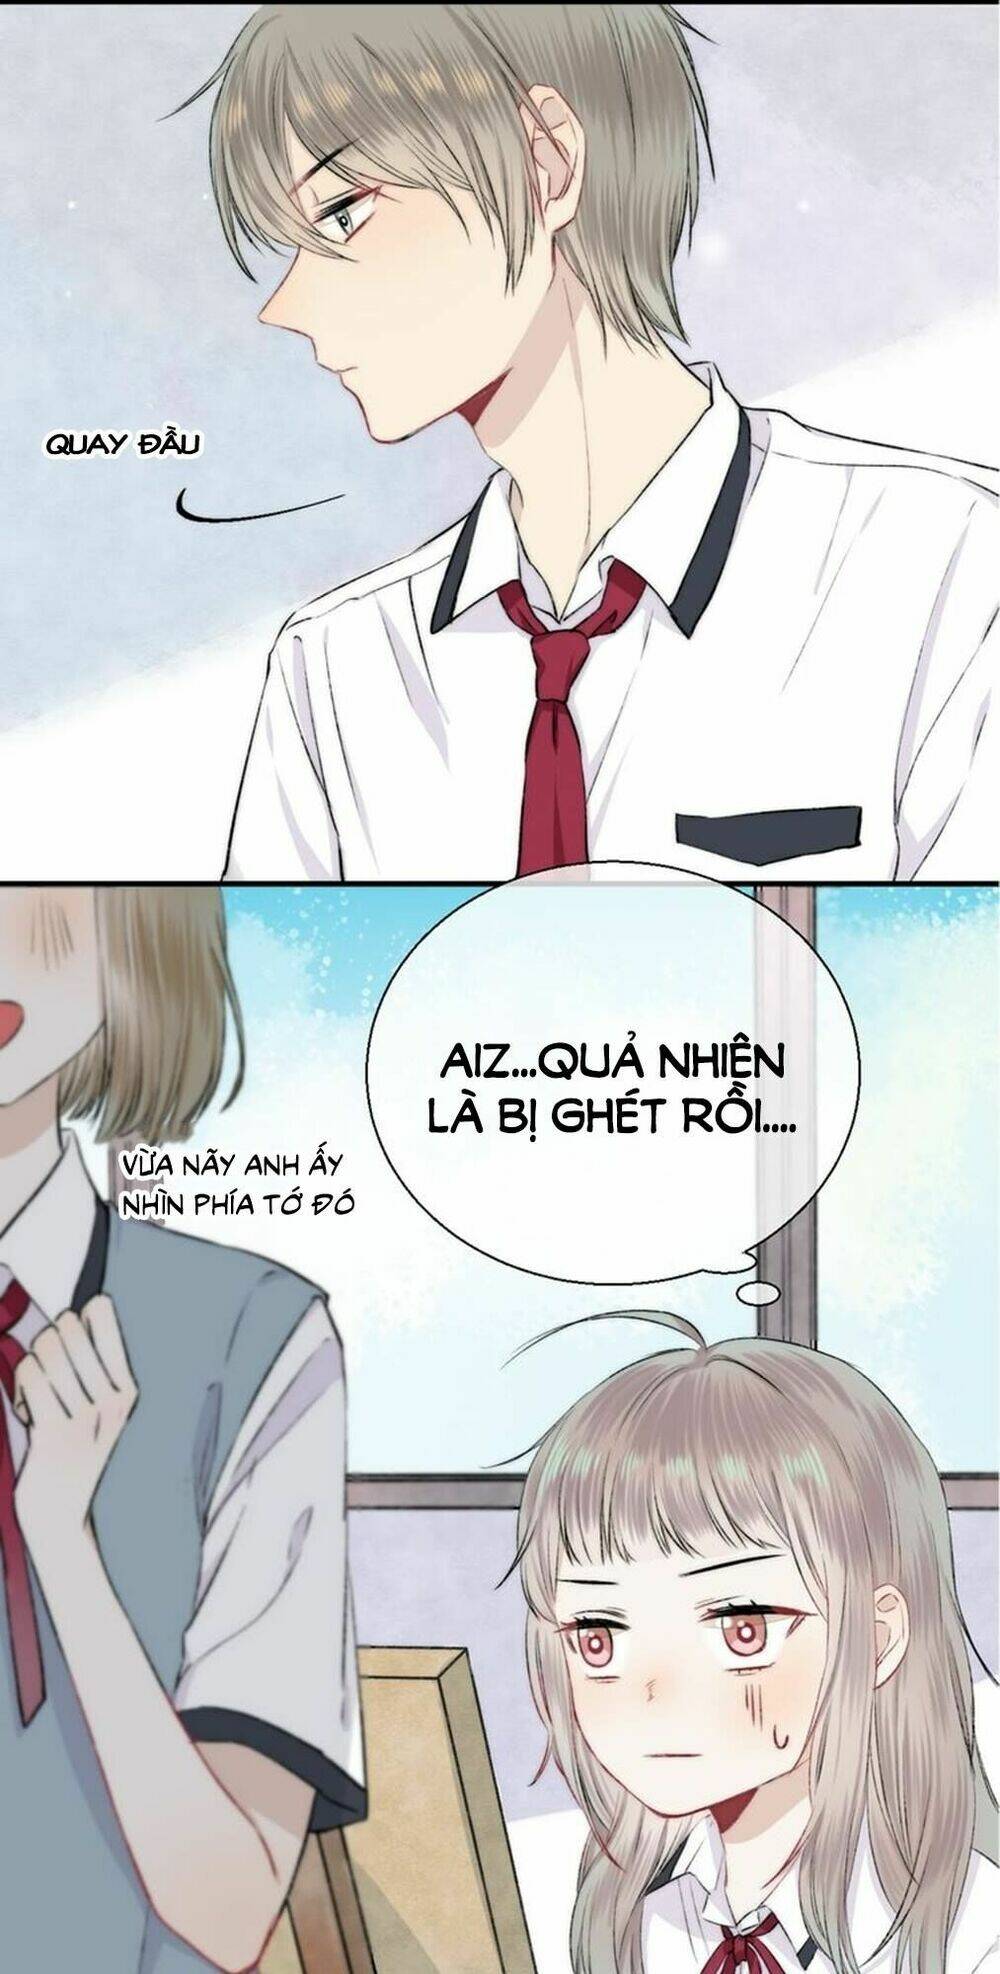 QUAY ĐẦU
AIZ...QUẢ NHIÊN
LÀ BỊ GHÉT RỒI....
VỪA NÃY ANH ẤY
NHÌN PHÍA TỚ ĐÓ